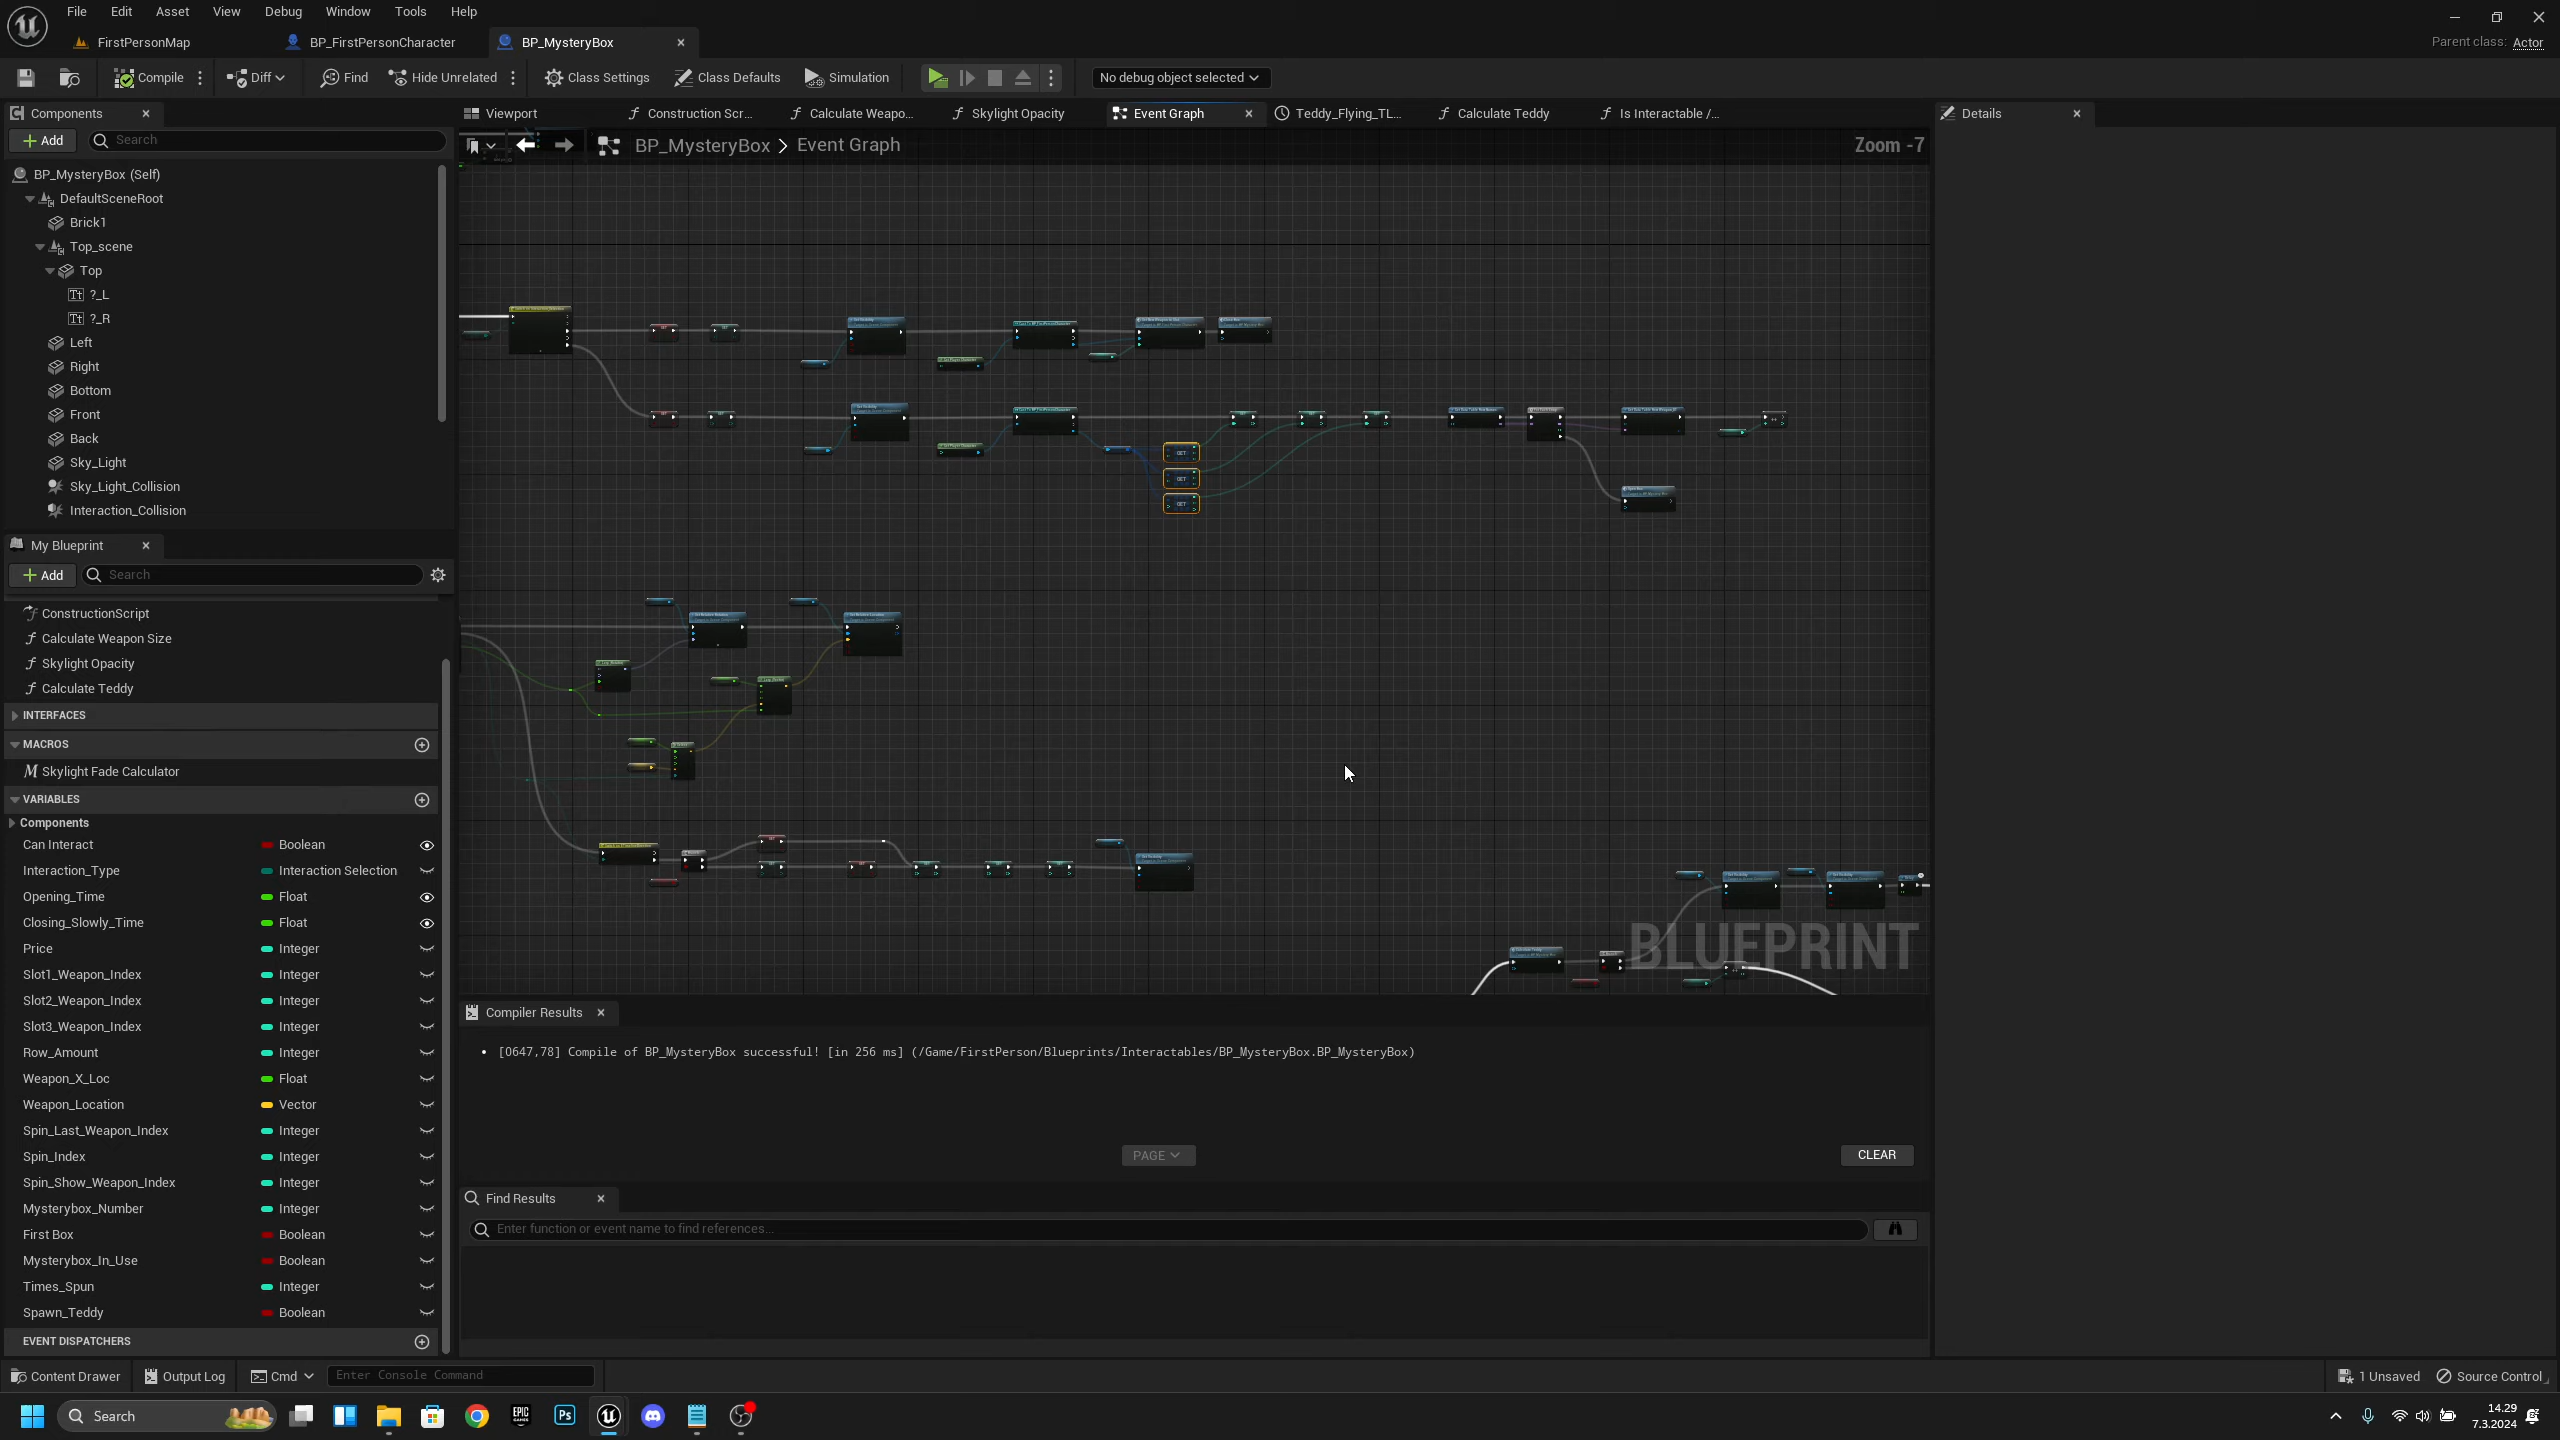 File Edit Asset View Debug Window Tools Help
FirstPersonMap BP_FirstPersonCharacter BP_MysteryBox
Parent class: Actor
Compile Diff Find Hide Unrelated Class Settings Class Defaults Simulation No debug object selected
Components Viewport Construction Scr... Calculate Weapo... Skylight Opacity Event Graph Teddy_Flying_TL... Calculate Teddy Is Interactable /... Details
Add Search
BP_MysteryBox > Event Graph
Zoom -7
BP_MysteryBox (Self)
DefaultSceneRoot
Brick1
Top_scene
Top
Tt ?_L
Tt ?_R
Left
Right
Bottom
Front
Back
Sky_Light
Sky_Light_Collision
Interaction_Collision
GET
GET
GET
My Blueprint
Add Search
ConstructionScript
Calculate Weapon Size
Skylight Opacity
Calculate Teddy
INTERFACES
MACROS
Skylight Fade Calculator
VARIABLES
Components
Can Interact Boolean
Interaction_Type Interaction Selection
Opening_Time Float
Closing_Slowly_Time Float
Price Integer
Slot1_Weapon_Index Integer
Slot2_Weapon_Index Integer
Slot3_Weapon_Index Integer
Row_Amount Integer
Weapon_X_Loc Float
Weapon_Location Vector
Spin_Last_Weapon_Index Integer
Spin_Index Integer
Spin_Show_Weapon_Index Integer
Mysterybox_Number Integer
First Box Boolean
Mysterybox_In_Use Boolean
Times_Spun Integer
Spawn_Teddy Boolean
EVENT DISPATCHERS
BLUEPRINT
Compiler Results
[0647,78] Compile of BP_MysteryBox successful! [in 256 ms] (/Game/FirstPerson/Blueprints/Interactables/BP_MysteryBox.BP_MysteryBox)
PAGE CLEAR
Find Results
Enter function or event name to find references...
Content Drawer Output Log Cmd Enter Console Command 1 Unsaved Source Control
Search
EPIC GAMES
Ps
14.29
7.3.2024